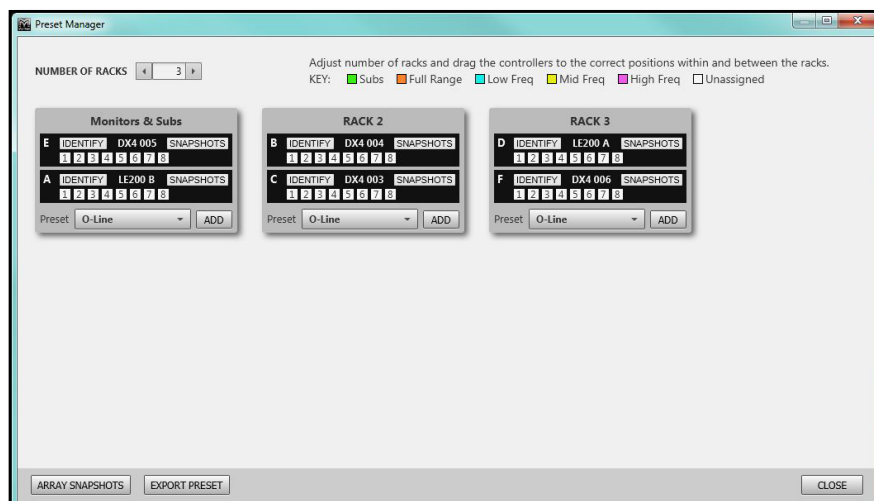 Preset Manager
NUMBER OF RACKS 3
Adjust number of racks and drag the controllers to the correct positions within and between the racks.
KEY: Subs Full Range Low Freq Mid Freq High Freq Unassigned
Monitors & Subs
E IDENTIFY DX4 005 SNAPSHOTS
1 2 3 4 5 6 7 8
A IDENTIFY LE200 B SNAPSHOTS
1 2 3 4 5 6 7 8
Preset O-Line ADD
RACK 2
B IDENTIFY DX4 004 SNAPSHOTS
1 2 3 4 5 6 7 8
C IDENTIFY DX4 003 SNAPSHOTS
1 2 3 4 5 6 7 8
Preset O-Line ADD
RACK 3
D IDENTIFY LE200 A SNAPSHOTS
1 2 3 4 5 6 7 8
F IDENTIFY DX4 006 SNAPSHOTS
1 2 3 4 5 6 7 8
Preset O-Line ADD
ARRAY SNAPSHOTS EXPORT PRESET CLOSE